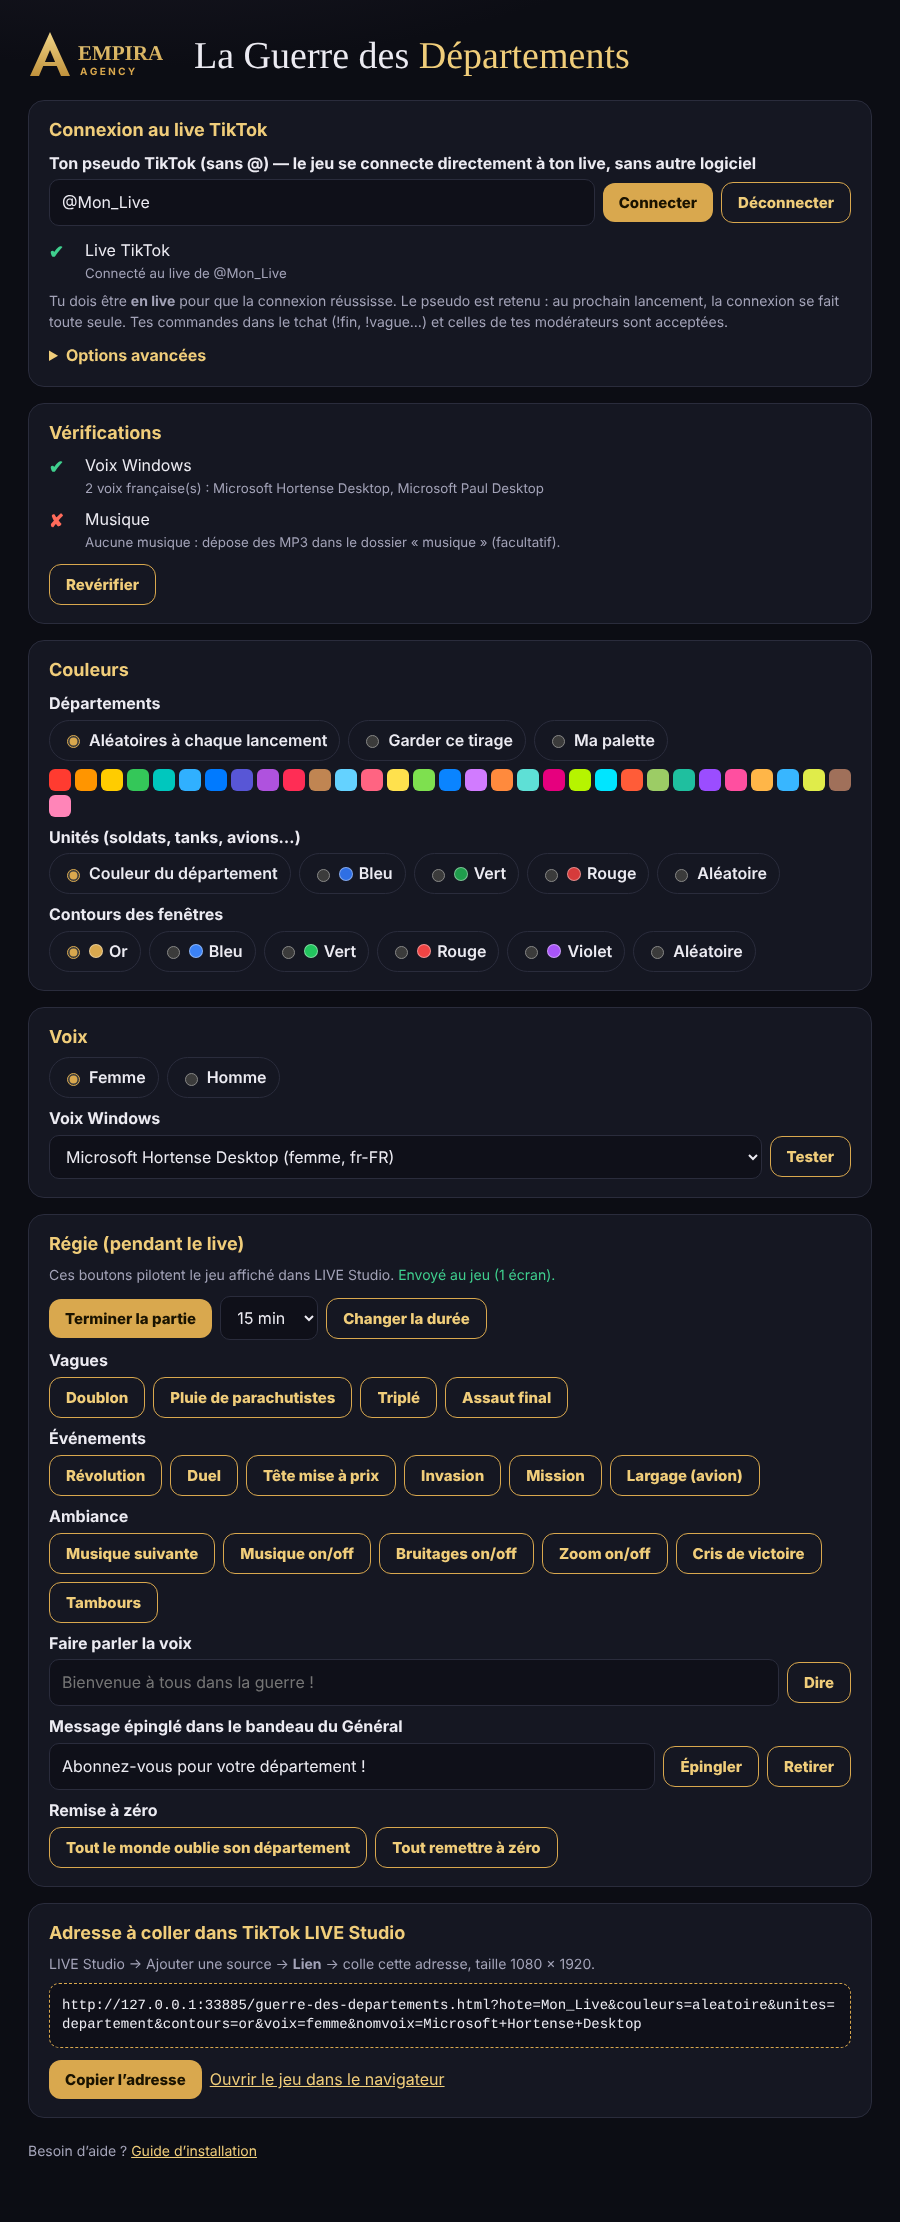 EMPIRA
AGENCY
La Guerre des Départements
Connexion au live TikTok
Ton pseudo TikTok (sans @) — le jeu se connecte directement à ton live, sans autre logiciel
@Mon_Live
Connecter
Déconnecter
✔ Live TikTok
Connecté au live de @Mon_Live
Tu dois être en live pour que la connexion réussisse. Le pseudo est retenu : au prochain lancement, la connexion se fait
toute seule. Tes commandes dans le tchat (!fin, !vague…) et celles de tes modérateurs sont acceptées.
▶ Options avancées
Vérifications
✔ Voix Windows
2 voix française(s) : Microsoft Hortense Desktop, Microsoft Paul Desktop
✘ Musique
Aucune musique : dépose des MP3 dans le dossier « musique » (facultatif).
Revérifier
Couleurs
Départements
Aléatoires à chaque lancement
Garder ce tirage
Ma palette
Unités (soldats, tanks, avions…)
Couleur du département
Bleu
Vert
Rouge
Aléatoire
Contours des fenêtres
Or
Bleu
Vert
Rouge
Violet
Aléatoire
Voix
Femme
Homme
Voix Windows
Microsoft Hortense Desktop (femme, fr-FR)
Tester
Régie (pendant le live)
Ces boutons pilotent le jeu affiché dans LIVE Studio. Envoyé au jeu (1 écran).
Terminer la partie
15 min
Changer la durée
Vagues
Doublon
Pluie de parachutistes
Triplé
Assaut final
Événements
Révolution
Duel
Tête mise à prix
Invasion
Mission
Largage (avion)
Ambiance
Musique suivante
Musique on/off
Bruitages on/off
Zoom on/off
Cris de victoire
Tambours
Faire parler la voix
Bienvenue à tous dans la guerre !
Dire
Message épinglé dans le bandeau du Général
Abonnez-vous pour votre département !
Épingler
Retirer
Remise à zéro
Tout le monde oublie son département
Tout remettre à zéro
Adresse à coller dans TikTok LIVE Studio
LIVE Studio → Ajouter une source → Lien → colle cette adresse, taille 1080 × 1920.
http://127.0.0.1:33885/guerre-des-departements.html?hote=Mon_Live&couleurs=aleatoire&unites=
departement&contours=or&voix=femme&nomvoix=Microsoft+Hortense+Desktop
Copier l’adresse
Ouvrir le jeu dans le navigateur
Besoin d’aide ? Guide d’installation